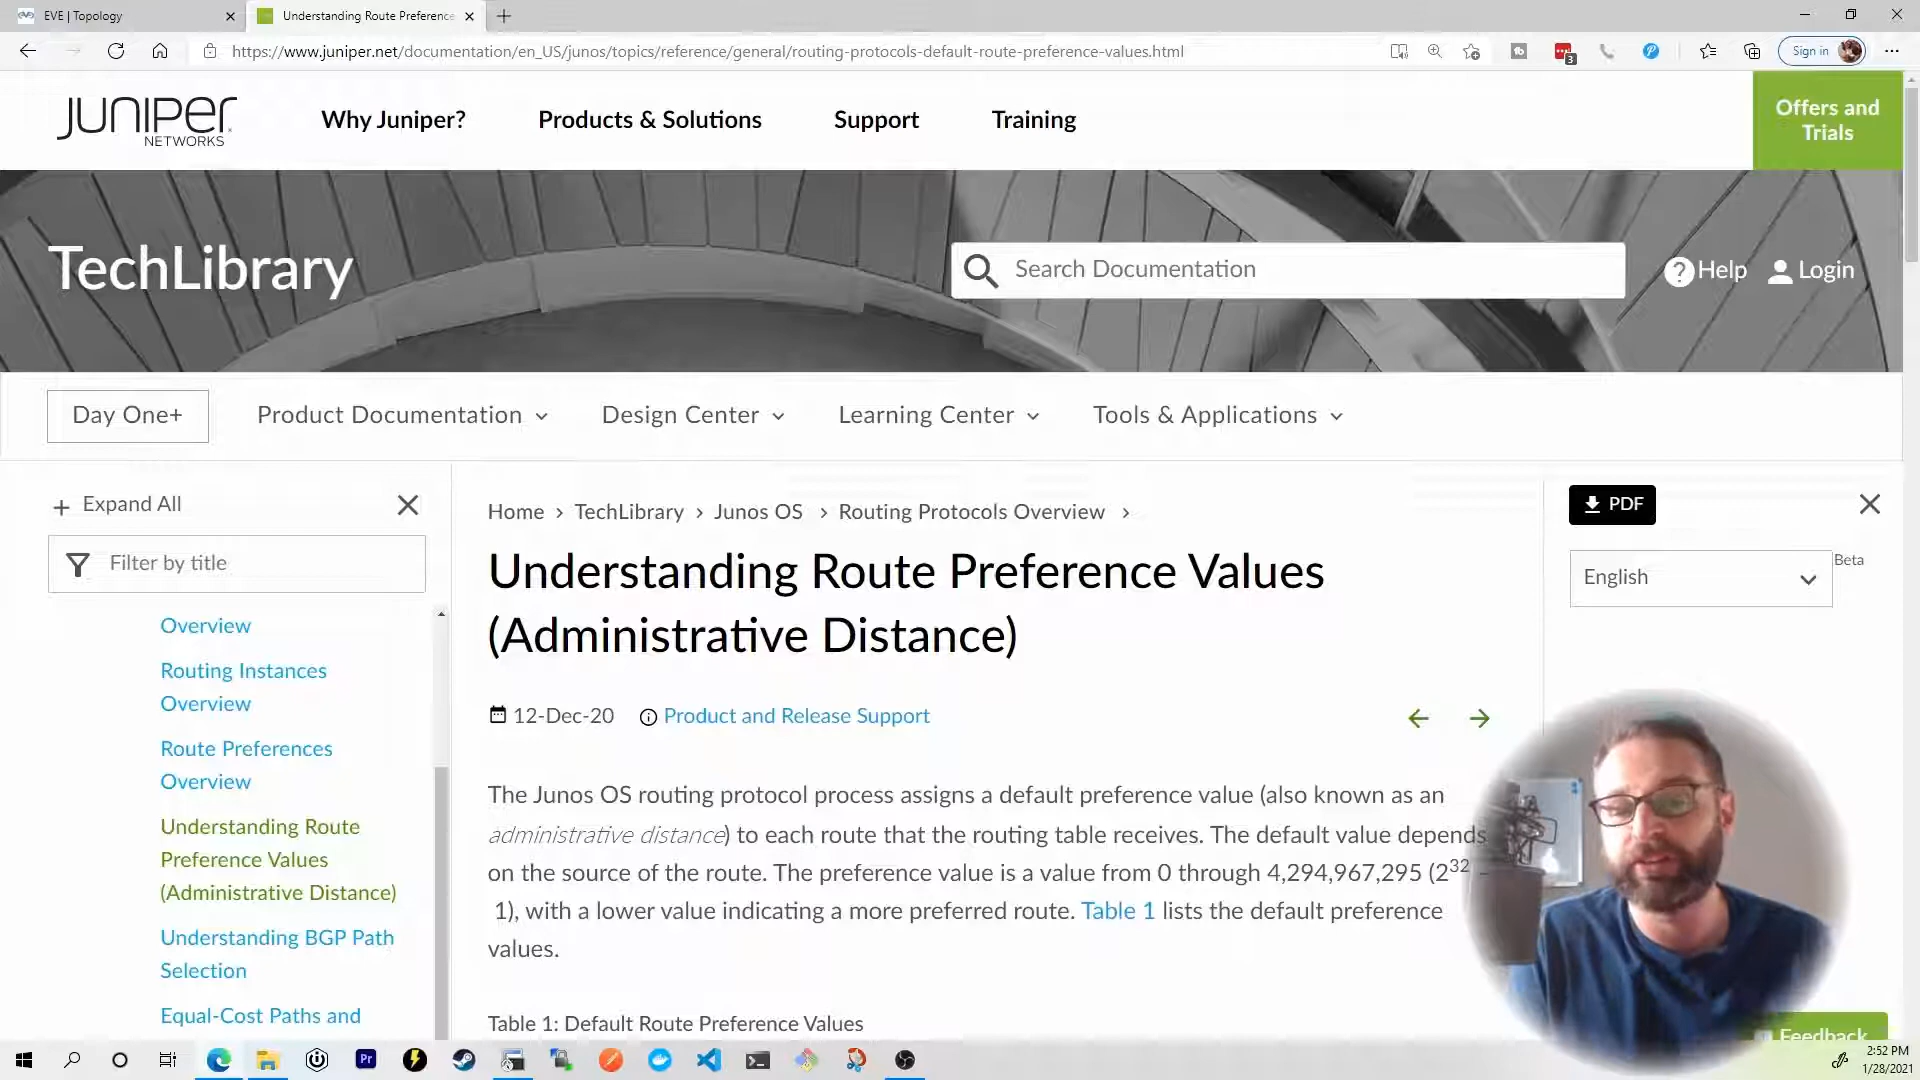 EVE | Topology
Understanding Route Preference
https://www.juniper.net/documentation/en_US/junos/topics/reference/general/routing-protocols-default-route-preference-values.html
3
Sign in
JUNIPER
NETWORKS
Why Juniper?
Products & Solutions
Support
Training
Offers and
Trials
TechLibrary
Search Documentation
Help
Login
Day One+
Product Documentation
Design Center
Learning Center
Tools & Applications
+ Expand All
Filter by title
Overview
Routing Instances
Overview
Route Preferences
Overview
Understanding Route
Preference Values
(Administrative Distance)
Understanding BGP Path
Selection
Equal-Cost Paths and
Home > TechLibrary > Junos OS > Routing Protocols Overview >
Understanding Route Preference Values
(Administrative Distance)
12-Dec-20
Product and Release Support
The Junos OS routing protocol process assigns a default preference value (also known as an
administrative distance) to each route that the routing table receives. The default value depends
on the source of the route. The preference value is a value from 0 through 4,294,967,295 (2³² –
1), with a lower value indicating a more preferred route. Table 1 lists the default preference
values.
Table 1: Default Route Preference Values
PDF
English
Beta
Feedback
Pr
2:52 PM
1/28/2021